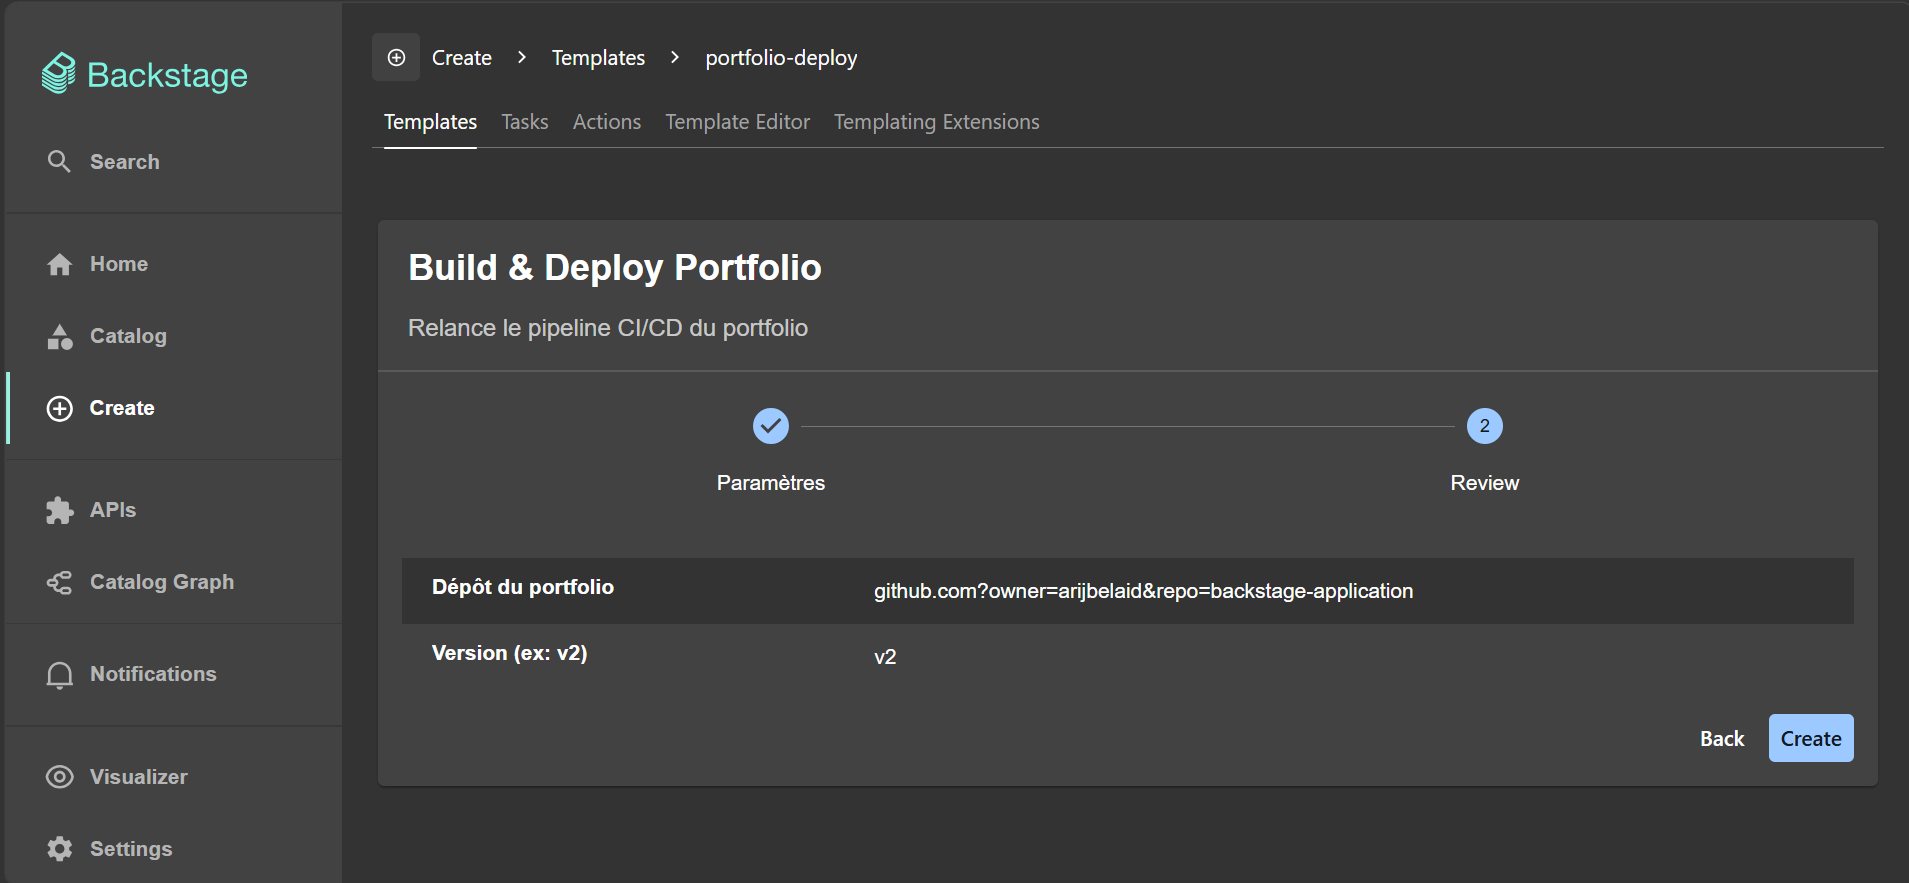 Backstage
Search
Home
Catalog
Create
APIs
Catalog Graph
Notifications
Visualizer
Settings
Create > Templates > portfolio-deploy
Templates Tasks Actions Template Editor Templating Extensions
Build & Deploy Portfolio
Relance le pipeline CI/CD du portfolio
2
Paramètres Review
Dépôt du portfolio github.com?owner=arijbelaid&repo=backstage-application
Version (ex: v2) v2
Back Create